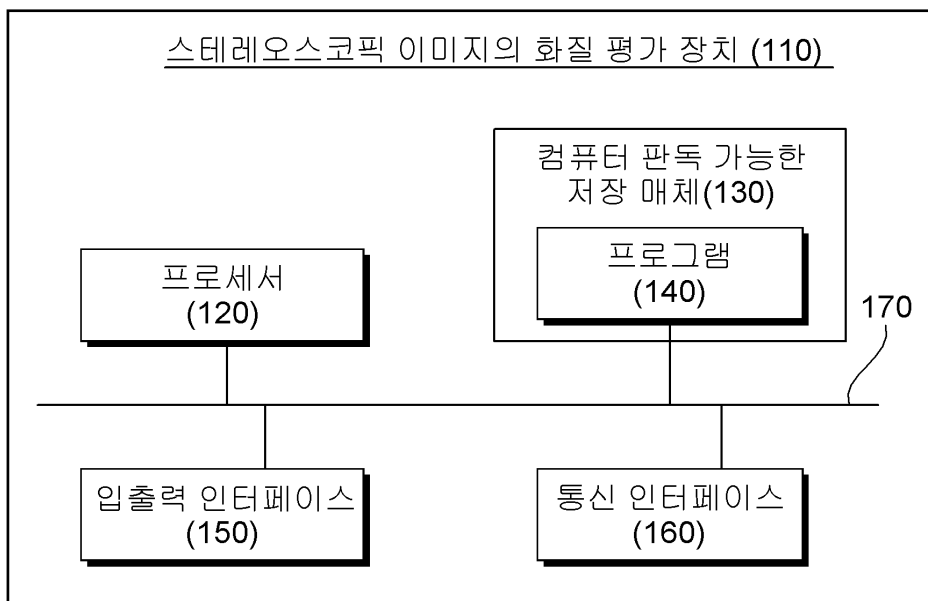 스테레오스코픽 이미지의 화질 평가 장치 (110)
컴퓨터 판독 가능한
저장 매체(130)
프로세서
(120)
프로그램
(140)
170
입출력 인터페이스
(150)
통신 인터페이스
(160)